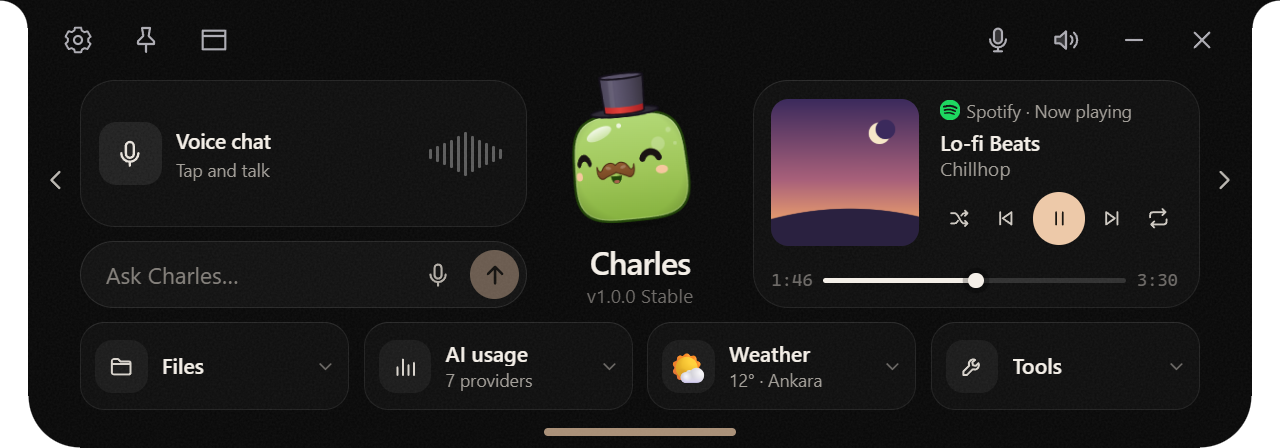 Voice chat
Tap and talk
Ask Charles...
Charles
v1.0.0 Stable
Spotify · Now playing
Lo-fi Beats
Chillhop
1:46
3:30
Files
AI usage
7 providers
Weather
12° · Ankara
Tools